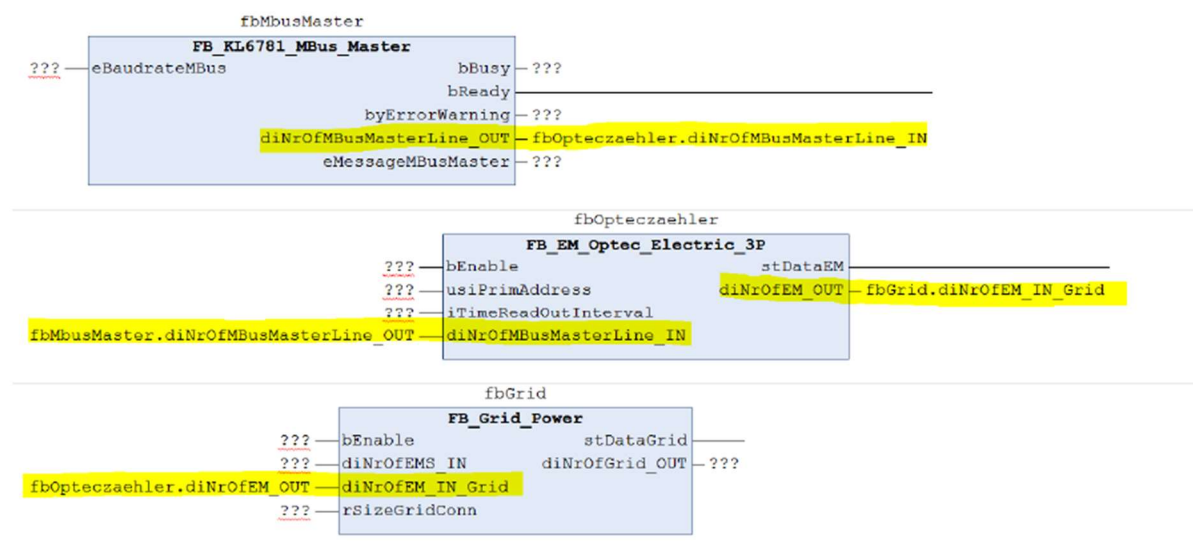 fbMbusMaster
FB_KL6781_MBus_Master
??? eBaudrateMBus bBusy ???
bReady
byErrorWarning ???
diNrOfMBusMasterLine_OUT fbOpteczaehler.diNrOfMBusMasterLine_IN
eMessageMBusMaster ???
fbOpteczaehler
FB_EM_Optec_Electric_3P
??? bEnable stDataEM
??? usiPrimAddress diNrOfEM_OUT fbGrid.diNrOfEM_IN_Grid
??? iTimeReadOutInterval
fbMbusMaster.diNrOfMBusMasterLine_OUT diNrOfMBusMasterLine_IN
fbGrid
FB_Grid_Power
??? bEnable stDataGrid
??? diNrOfEMS_IN diNrOfGrid_OUT ???
fbOpteczaehler.diNrOfEM_OUT diNrOfEM_IN_Grid
??? rSizeGridConn